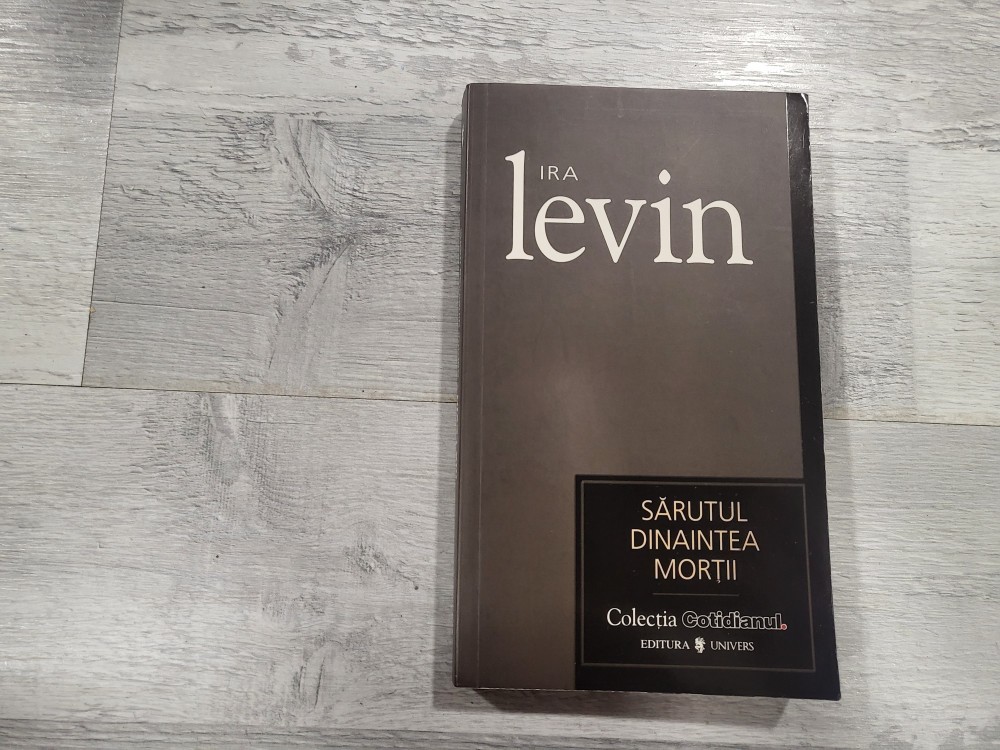 IRA
levin
SĂRUTUL
DINAINTEA
MORȚII
Colecția Cotidianul.
EDITURA UNIVERS